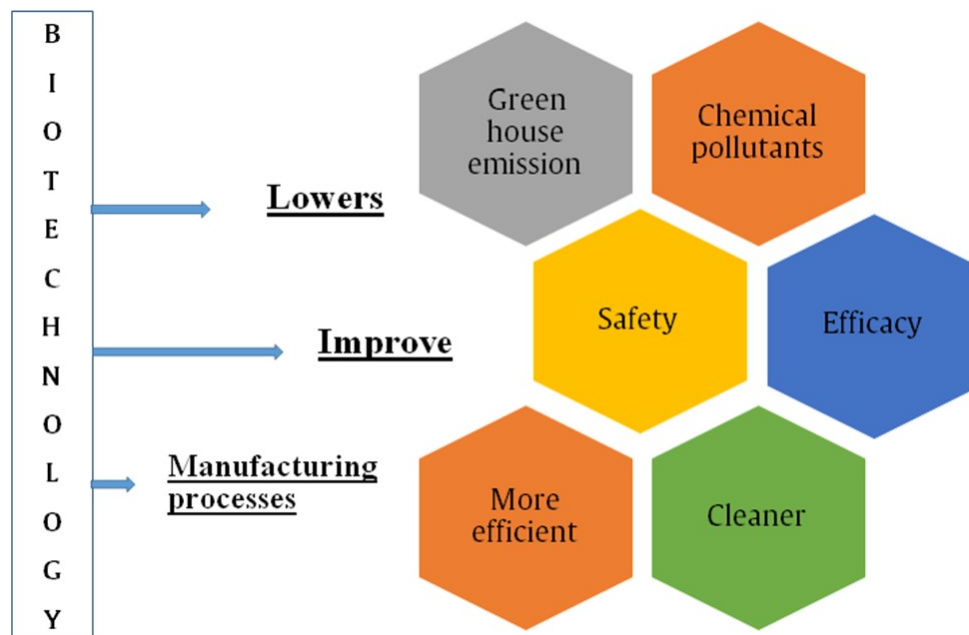 B
I
O
T
E
C
H
N
O
L
O
G
Y
Lowers
Green
house
emission
Chemical
pollutants
Improve
Safety
Efficacy
Manufacturing
processes
More
efficient
Cleaner